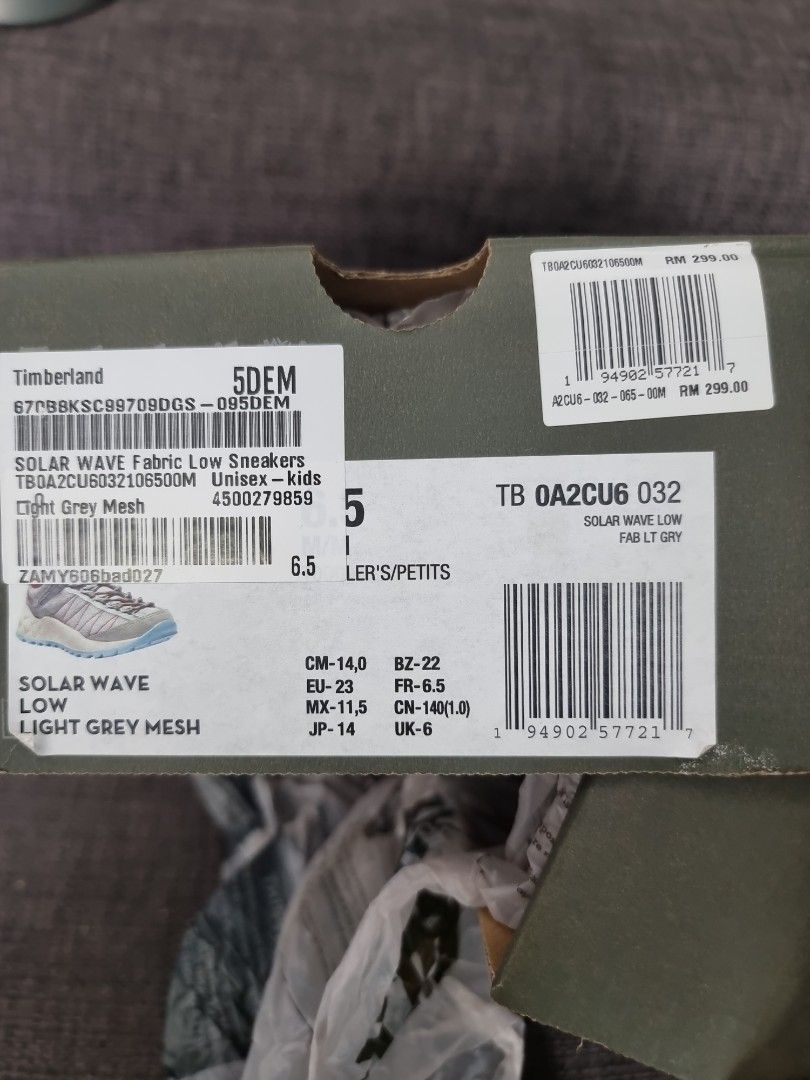 TB0A2CU6032106500M RM 299.00
1 94902 57721 7
A2CU6-032-065-00M RM 299.00
Timberland 5DEM
SOLAR WAVE Fabric Low Sneakers
TB0A2CU6032106500M Unisex-kids
Light Grey Mesh 4500279859
ZAMY606bad027 6.5
.5
LER'S/PETITS
TB 0A2CU6 032
SOLAR WAVE LOW
FAB LT GRY
SOLAR WAVE
LOW
LIGHT GREY MESH
CM-14,0 BZ-22
EU-23 FR-6.5
MX-11,5 CN-140(1.0)
JP-14 UK-6
1 94902 57721 7